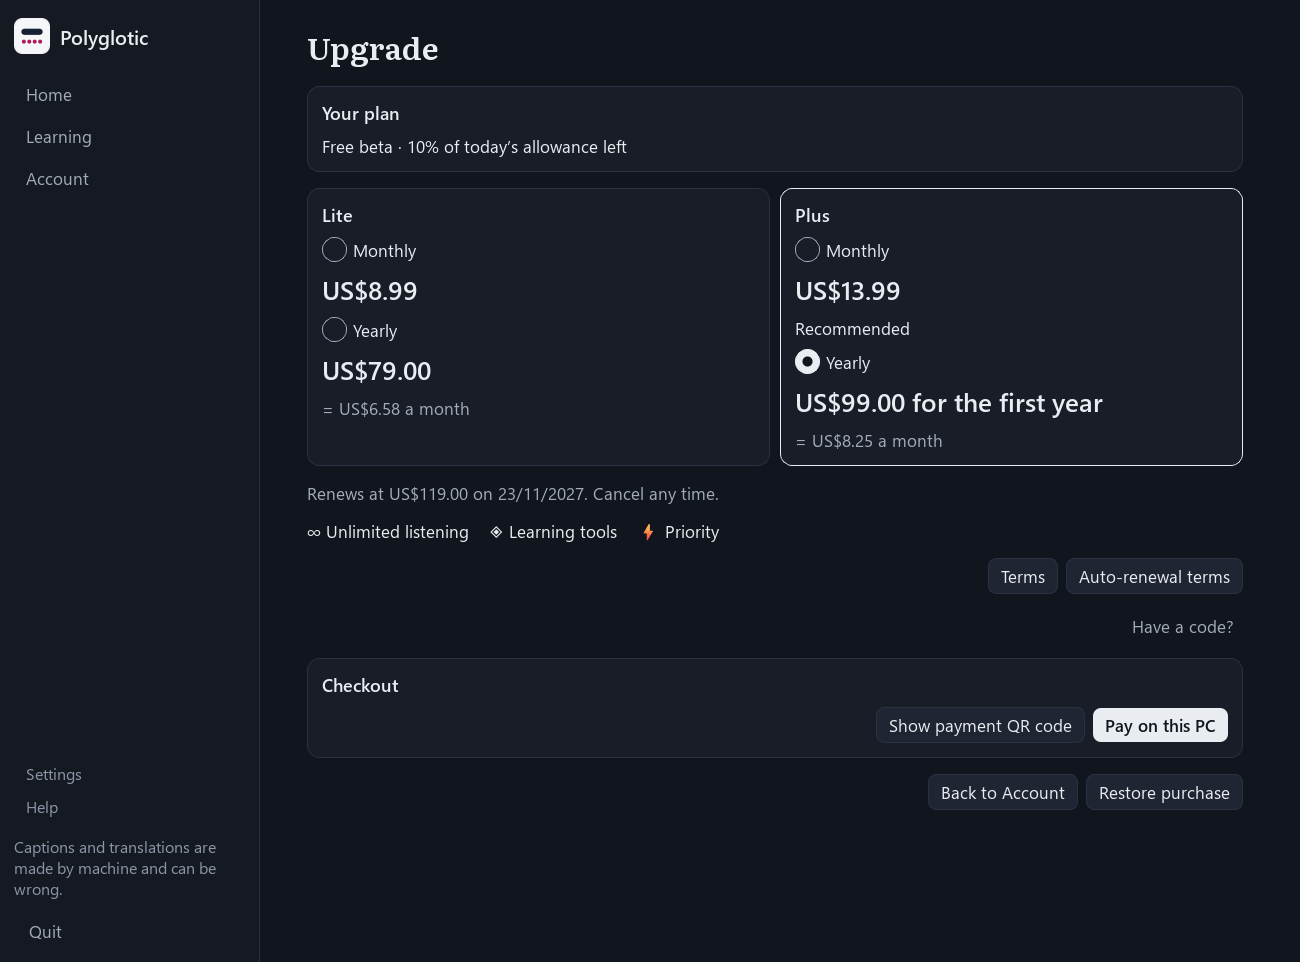 Polyglotic
Home
Learning
Account
Settings
Help
Captions and translations are
made by machine and can be
wrong.
Quit
Upgrade
Your plan
Free beta · 10% of today’s allowance left
Lite
Monthly
US$8.99
Yearly
US$79.00
= US$6.58 a month
Plus
Monthly
US$13.99
Recommended
Yearly
US$99.00 for the first year
= US$8.25 a month
Renews at US$119.00 on 23/11/2027. Cancel any time.
∞ Unlimited listening ◈ Learning tools ⚡ Priority
Terms Auto-renewal terms
Have a code?
Checkout
Show payment QR code Pay on this PC
Back to Account Restore purchase